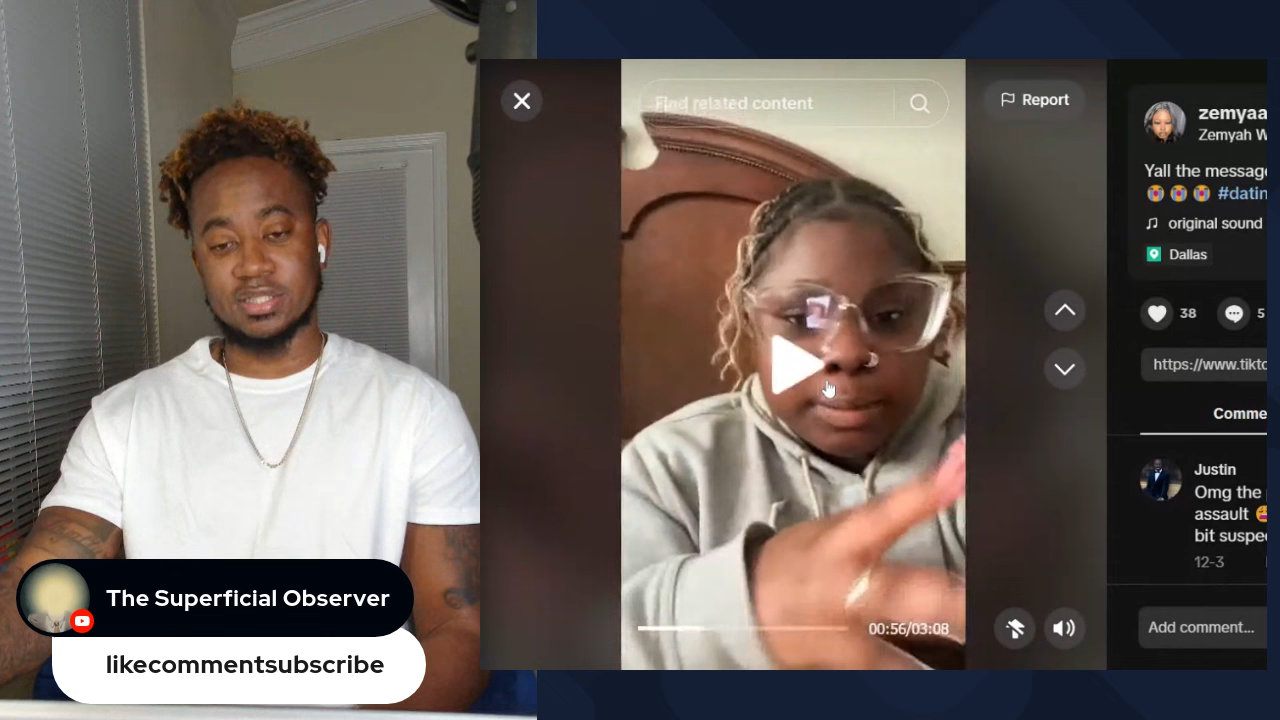 Find related content
Report
zemyaa
Zemyah W
Yall the message
#datin
original sound
Dallas
38
5
https://www.tikto
Comme
Justin
Omg the
assault
bit suspe
12-3
00:56/03:08
Add comment...
The Superficial Observer
likecommentsubscribe